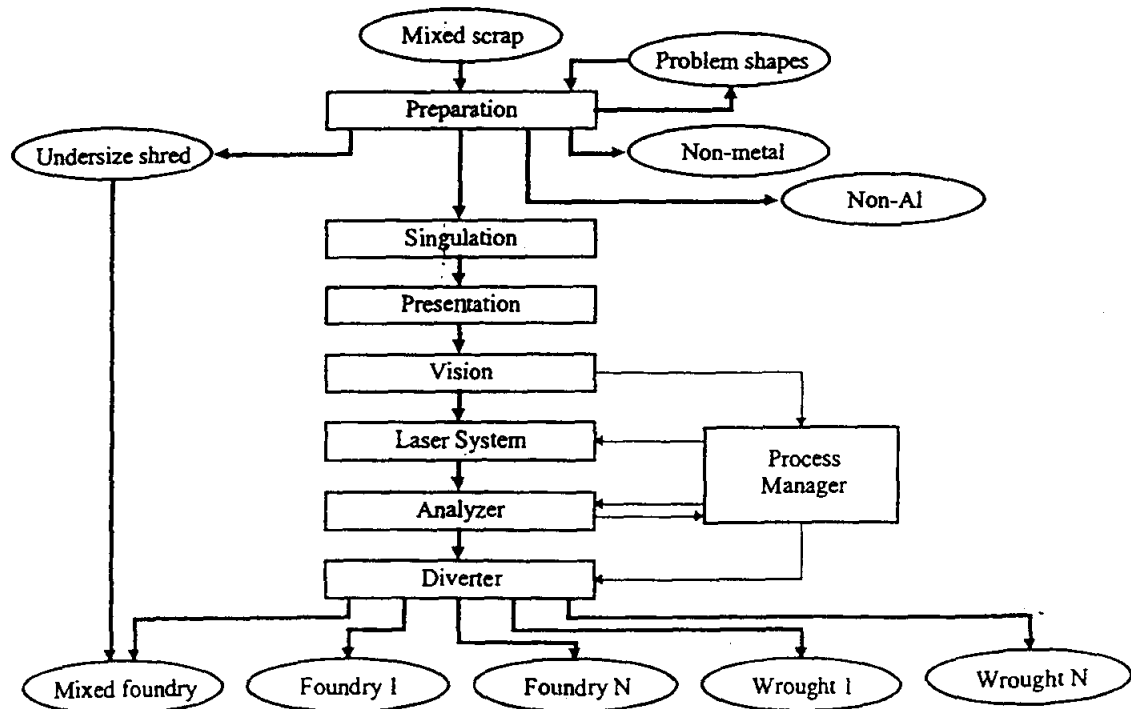 Mixed scrap
Problem shapes
Preparation
Undersize shred
Non-metal
Non-Al
Singulation
Presentation
Vision
Laser System
Process
Manager
Analyzer
Diverter
Mixed foundry
Foundry 1
Foundry N
Wrought 1
Wrought N